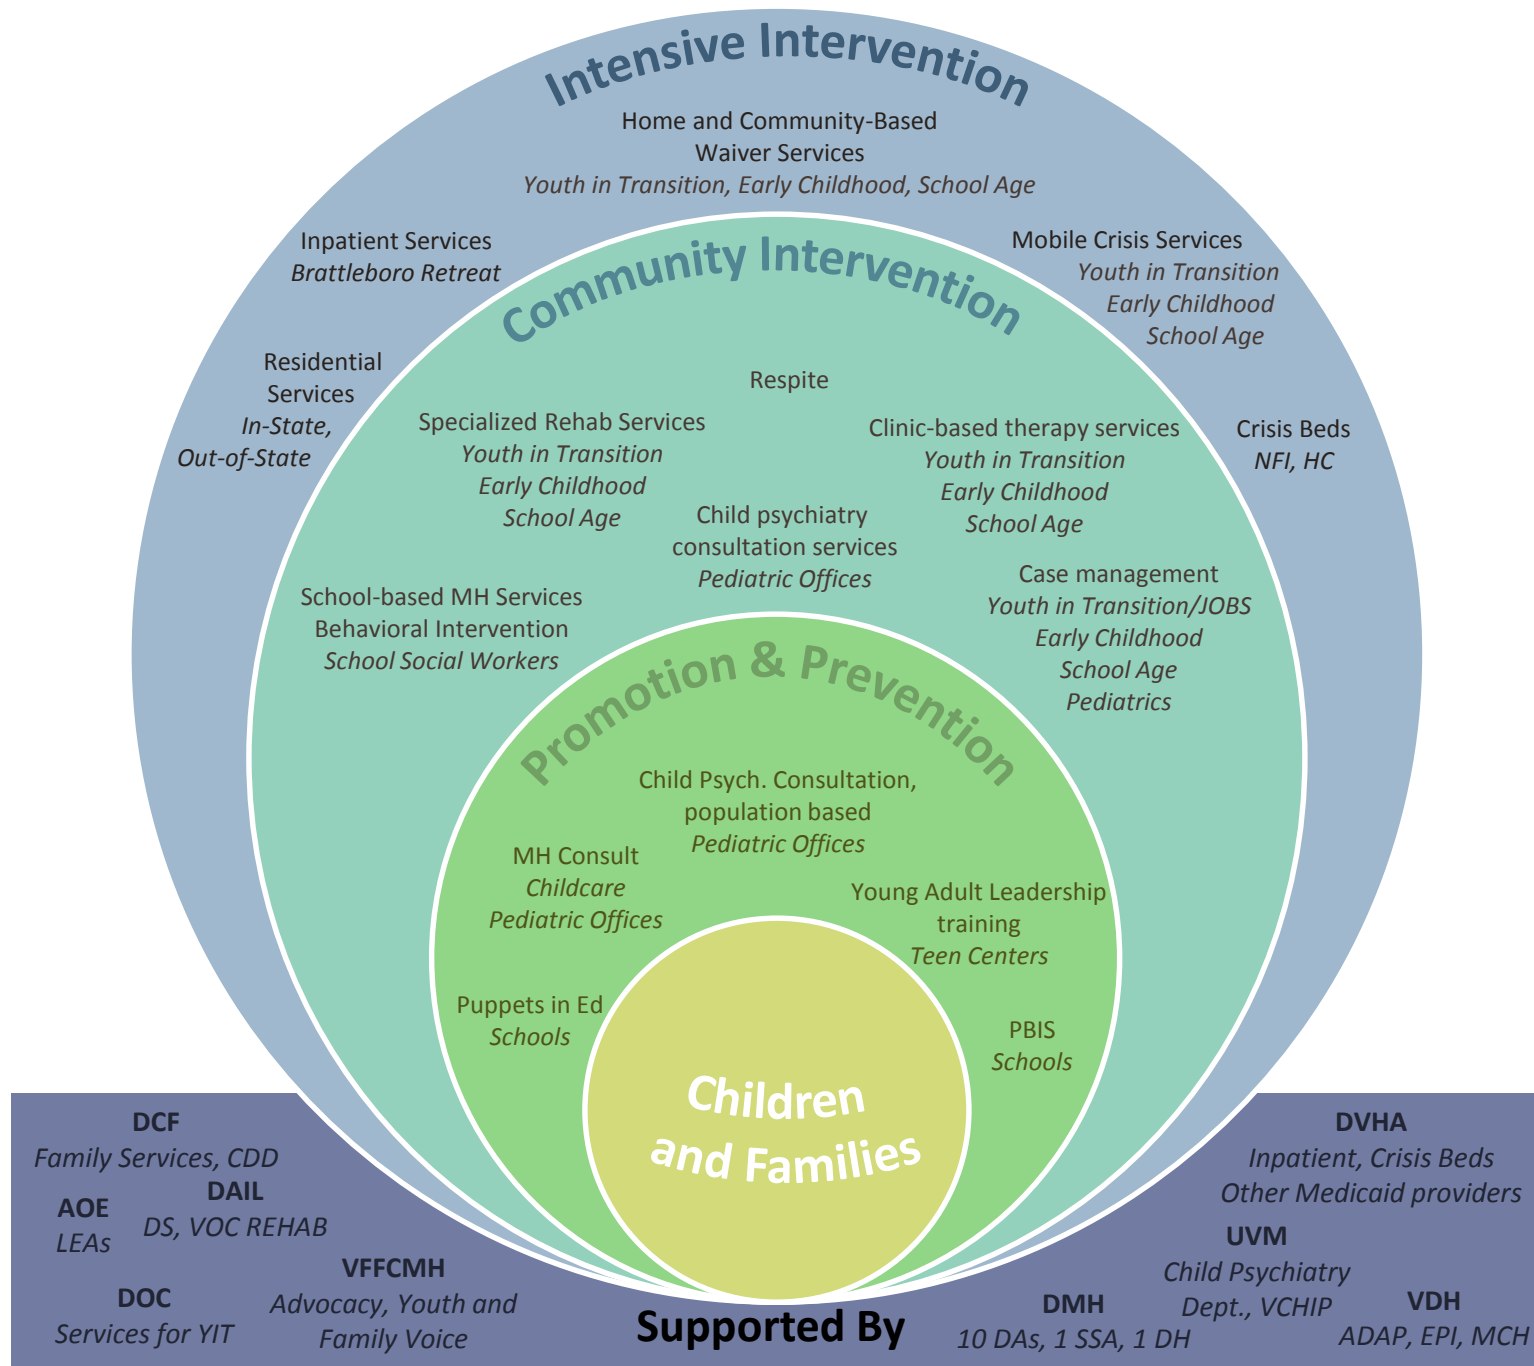 Intensive Intervention
Home and Community-Based
Waiver Services
Youth in Transition, Early Childhood, School Age
Inpatient Services
Brattleboro Retreat
Mobile Crisis Services
Youth in Transition
Early Childhood
School Age
Residential
Services
In-State,
Out-of-State
Crisis Beds
NFI, HC
Community Intervention
Respite
Specialized Rehab Services
Youth in Transition
Early Childhood
School Age
Clinic-based therapy services
Youth in Transition
Early Childhood
School Age
Child psychiatry
consultation services
Pediatric Offices
School-based MH Services
Behavioral Intervention
School Social Workers
Case management
Youth in Transition/JOBS
Early Childhood
School Age
Pediatrics
Promotion & Prevention
Child Psych. Consultation,
population based
Pediatric Offices
MH Consult
Childcare
Pediatric Offices
Young Adult Leadership
training
Teen Centers
Puppets in Ed
Schools
PBIS
Schools
Children
and Families
DCF
Family Services, CDD
DAIL
DS, VOC REHAB
AOE
LEAs
VFFCMH
Advocacy, Youth and
Family Voice
DOC
Services for YIT
Supported By
DVHA
Inpatient, Crisis Beds
Other Medicaid providers
UVM
Child Psychiatry
Dept., VCHIP
DMH
10 DAs, 1 SSA, 1 DH
VDH
ADAP, EPI, MCH